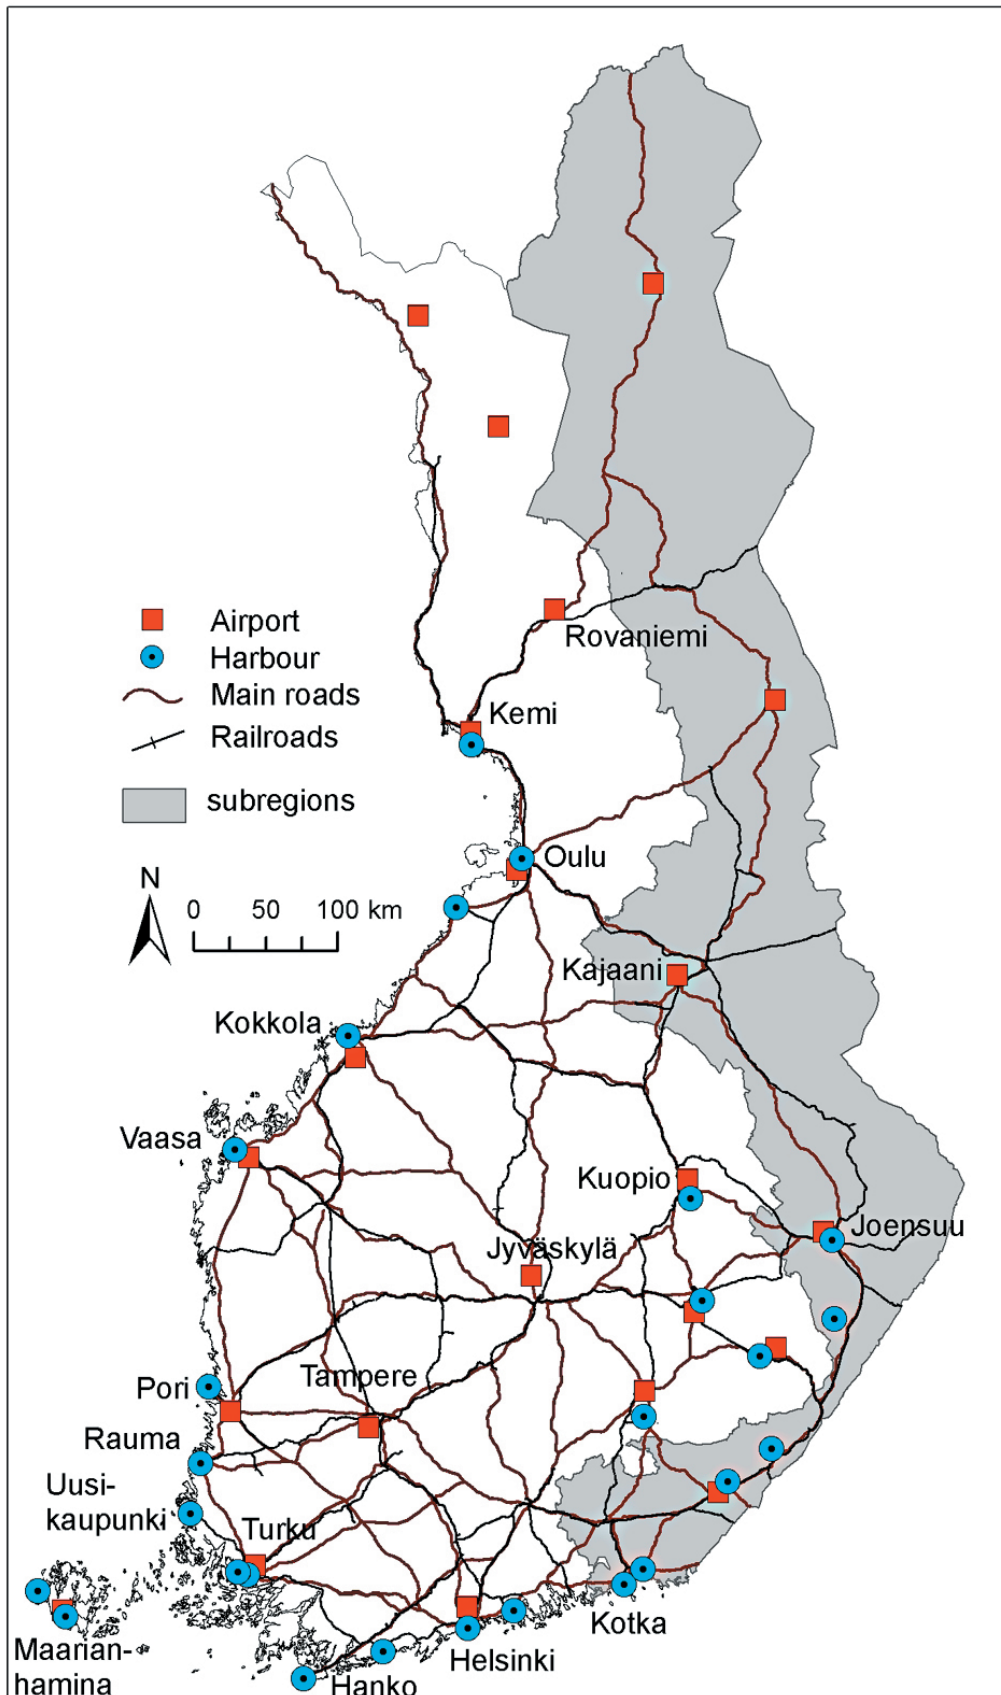 Airport
Rovaniemi
Harbour
Main roads
Kemi
Railroads
subregions
Oulu
N
0 50 100 km
Kajaani
Kokkola
Vaasa
Kuopio
Joensuu
Jyväskylä
Tampere
Pori
Rauma
Uusi-
kaupunki
Turku
Kotka
Maarian-
hamina
Helsinki
Hanko